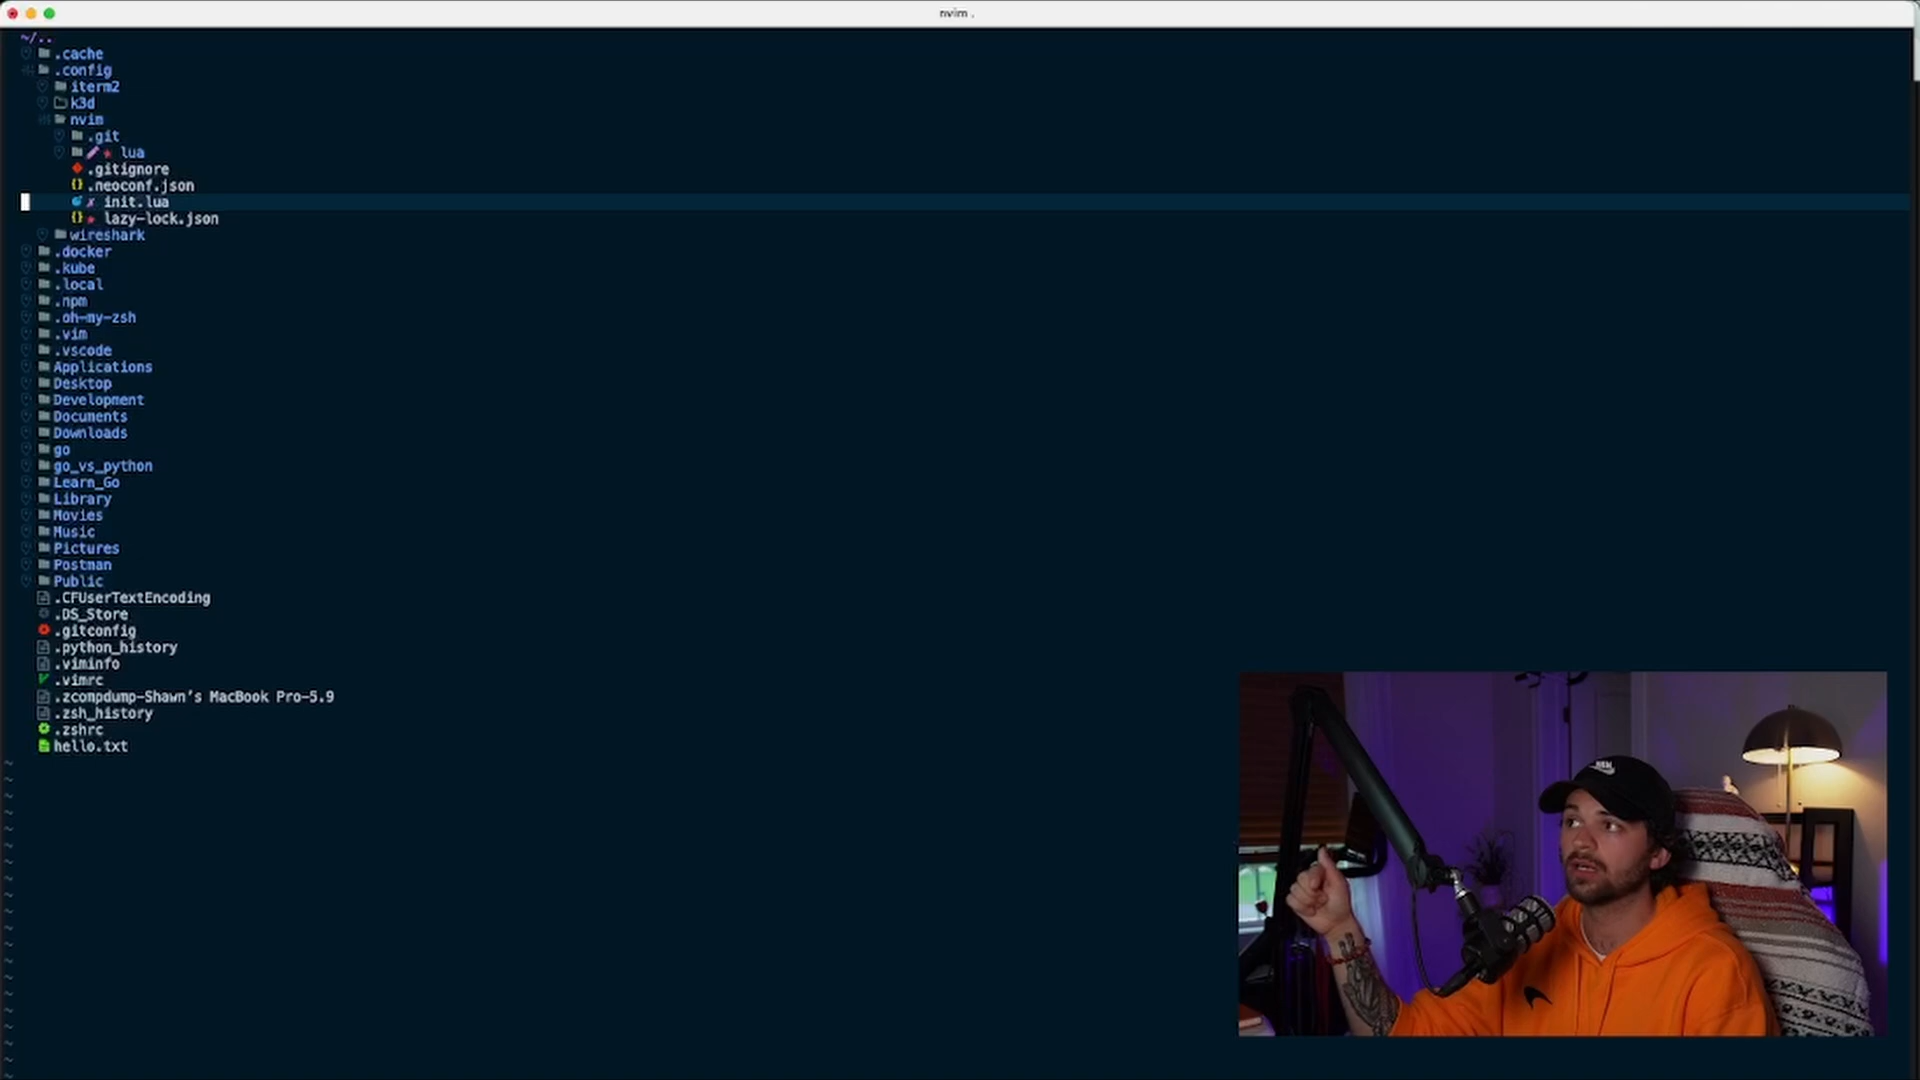 nvim .
~/..
.cache
.config
iterm2
k3d
nvim
.git
lua
.gitignore
.neoconf.json
init.lua
lazy-lock.json
wireshark
.docker
.kube
.local
.npm
.oh-my-zsh
.vim
.vscode
Applications
Desktop
Development
Documents
Downloads
go
go_vs_python
Learn_Go
Library
Movies
Music
Pictures
Postman
Public
.CFUserTextEncoding
.DS_Store
.gitconfig
.python_history
.viminfo
.vimrc
.zcompdump-Shawn’s MacBook Pro-5.9
.zsh_history
.zshrc
hello.txt